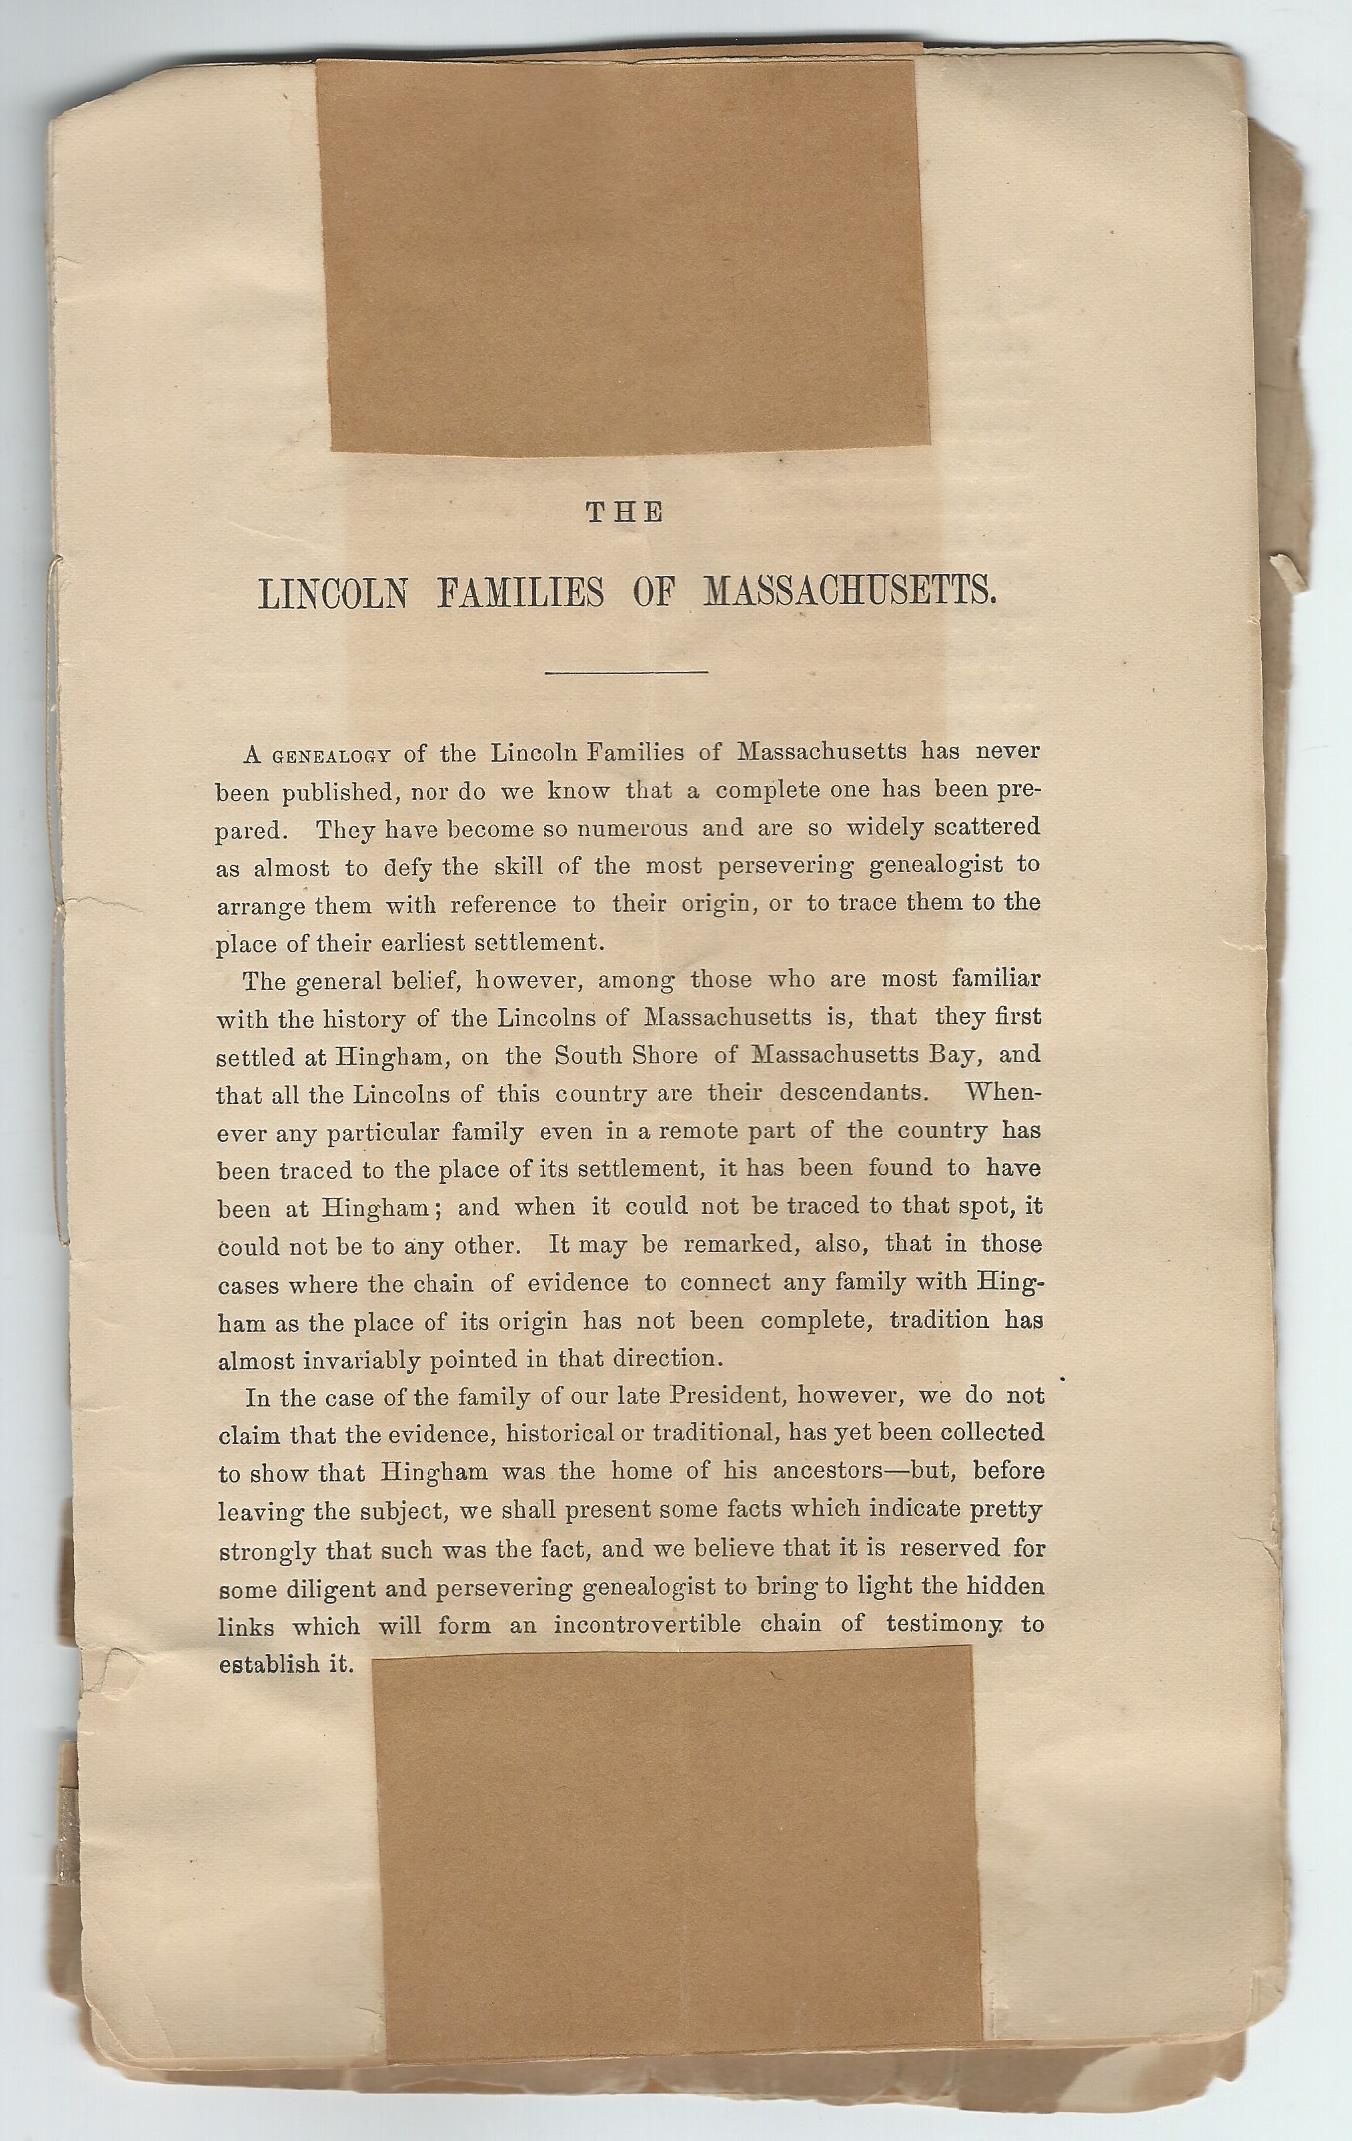 THE
LINCOLN FAMILIES OF MASSACHUSETTS.
A GENEALOGY of the Lincoln Families of Massachusetts has never
been published, nor do we know that a complete one has been pre-
pared. They have become so numerous and are so widely scattered
as almost to defy the skill of the most persevering genealogist to
arrange them with reference to their origin, or to trace them to the
place of their earliest settlement.
The general belief, however, among those who are most familiar
with the history of the Lincolns of Massachusetts is, that they first
settled at Hingham, on the South Shore of Massachusetts Bay, and
that all the Lincolns of this country are their descendants. When-
ever any particular family even in a remote part of the country has
been traced to the place of its settlement, it has been found to have
been at Hingham; and when it could not be traced to that spot, it
could not be to any other. It may be remarked, also, that in those
cases where the chain of evidence to connect any family with Hing-
ham as the place of its origin has not been complete, tradition has
almost invariably pointed in that direction.
In the case of the family of our late President, however, we do not
claim that the evidence, historical or traditional, has yet been collected
to show that Hingham was the home of his ancestors—but, before
leaving the subject, we shall present some facts which indicate pretty
strongly that such was the fact, and we believe that it is reserved for
some diligent and persevering genealogist to bring to light the hidden
links which will form an incontrovertible chain of testimony to
establish it.